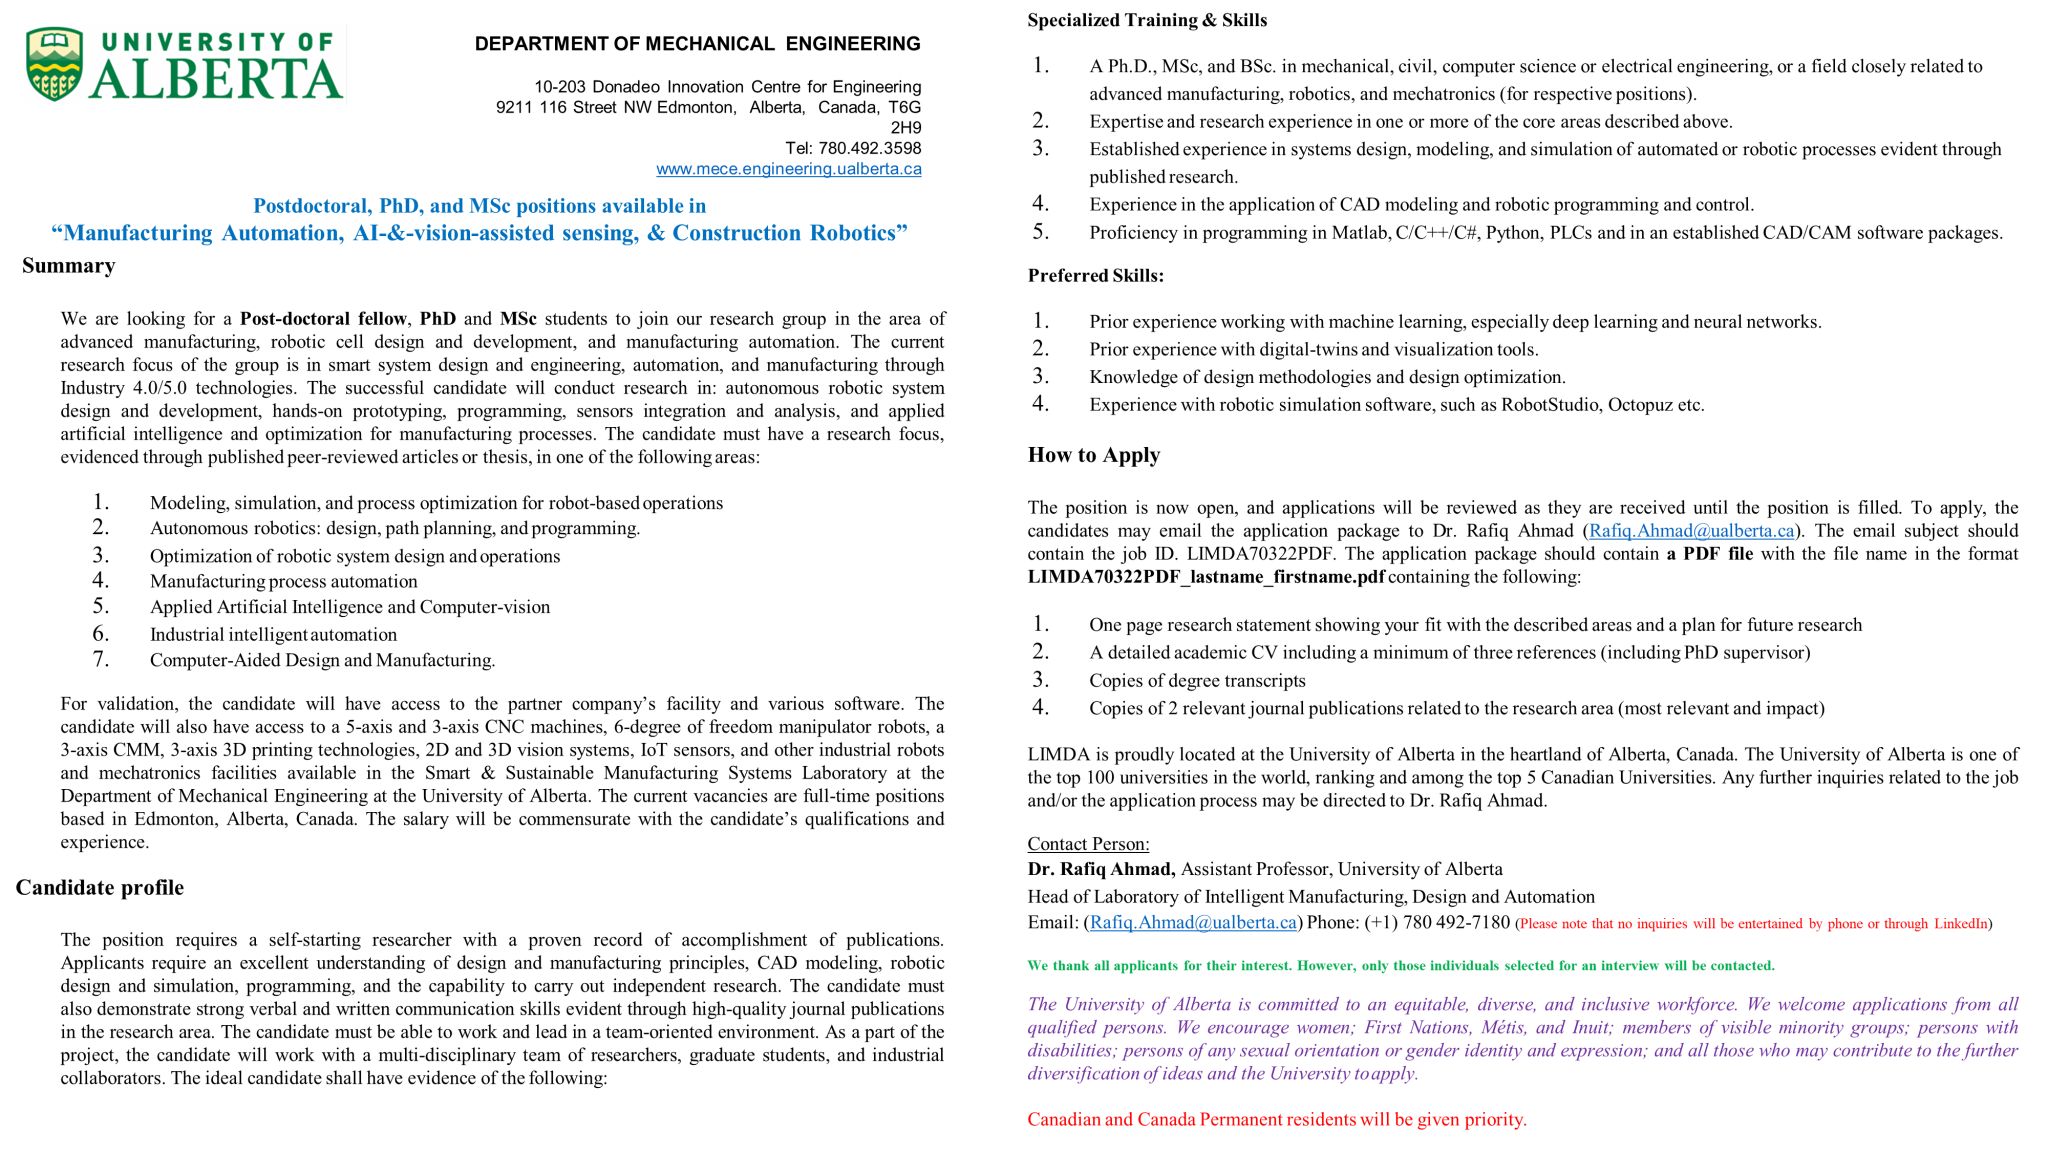 UNIVERSITY OF
ALBERTA
DEPARTMENT OF MECHANICAL ENGINEERING
10-203 Donadeo Innovation Centre for Engineering
9211 116 Street NW Edmonton, Alberta, Canada, T6G
2H9
Tel: 780.492.3598
www.mece.engineering.ualberta.ca
Postdoctoral, PhD, and MSc positions available in
“Manufacturing Automation, AI-&-vision-assisted sensing, & Construction Robotics”
Summary
We are looking for a Post-doctoral fellow, PhD and MSc students to join our research group in the area of
advanced manufacturing, robotic cell design and development, and manufacturing automation. The current
research focus of the group is in smart system design and engineering, automation, and manufacturing through
Industry 4.0/5.0 technologies. The successful candidate will conduct research in: autonomous robotic system
design and development, hands-on prototyping, programming, sensors integration and analysis, and applied
artificial intelligence and optimization for manufacturing processes. The candidate must have a research focus,
evidenced through published peer-reviewed articles or thesis, in one of the following areas:
1. Modeling, simulation, and process optimization for robot-based operations
2. Autonomous robotics: design, path planning, and programming.
3. Optimization of robotic system design and operations
4. Manufacturing process automation
5. Applied Artificial Intelligence and Computer-vision
6. Industrial intelligent automation
7. Computer-Aided Design and Manufacturing.
For validation, the candidate will have access to the partner company’s facility and various software. The
candidate will also have access to a 5-axis and 3-axis CNC machines, 6-degree of freedom manipulator robots, a
3-axis CMM, 3-axis 3D printing technologies, 2D and 3D vision systems, IoT sensors, and other industrial robots
and mechatronics facilities available in the Smart & Sustainable Manufacturing Systems Laboratory at the
Department of Mechanical Engineering at the University of Alberta. The current vacancies are full-time positions
based in Edmonton, Alberta, Canada. The salary will be commensurate with the candidate’s qualifications and
experience.
Candidate profile
The position requires a self-starting researcher with a proven record of accomplishment of publications.
Applicants require an excellent understanding of design and manufacturing principles, CAD modeling, robotic
design and simulation, programming, and the capability to carry out independent research. The candidate must
also demonstrate strong verbal and written communication skills evident through high-quality journal publications
in the research area. The candidate must be able to work and lead in a team-oriented environment. As a part of the
project, the candidate will work with a multi-disciplinary team of researchers, graduate students, and industrial
collaborators. The ideal candidate shall have evidence of the following:
Specialized Training & Skills
1. A Ph.D., MSc, and BSc. in mechanical, civil, computer science or electrical engineering, or a field closely related to
advanced manufacturing, robotics, and mechatronics (for respective positions).
2. Expertise and research experience in one or more of the core areas described above.
3. Established experience in systems design, modeling, and simulation of automated or robotic processes evident through
published research.
4. Experience in the application of CAD modeling and robotic programming and control.
5. Proficiency in programming in Matlab, C/C++/C#, Python, PLCs and in an established CAD/CAM software packages.
Preferred Skills:
1. Prior experience working with machine learning, especially deep learning and neural networks.
2. Prior experience with digital-twins and visualization tools.
3. Knowledge of design methodologies and design optimization.
4. Experience with robotic simulation software, such as RobotStudio, Octopuz etc.
How to Apply
The position is now open, and applications will be reviewed as they are received until the position is filled. To apply, the
candidates may email the application package to Dr. Rafiq Ahmad (Rafiq.Ahmad@ualberta.ca). The email subject should
contain the job ID. LIMDA70322PDF. The application package should contain a PDF file with the file name in the format
LIMDA70322PDF_lastname_firstname.pdf containing the following:
1. One page research statement showing your fit with the described areas and a plan for future research
2. A detailed academic CV including a minimum of three references (including PhD supervisor)
3. Copies of degree transcripts
4. Copies of 2 relevant journal publications related to the research area (most relevant and impact)
LIMDA is proudly located at the University of Alberta in the heartland of Alberta, Canada. The University of Alberta is one of
the top 100 universities in the world, ranking and among the top 5 Canadian Universities. Any further inquiries related to the job
and/or the application process may be directed to Dr. Rafiq Ahmad.
Contact Person:
Dr. Rafiq Ahmad, Assistant Professor, University of Alberta
Head of Laboratory of Intelligent Manufacturing, Design and Automation
Email: (Rafiq.Ahmad@ualberta.ca) Phone: (+1) 780 492-7180 (Please note that no inquiries will be entertained by phone or through LinkedIn)
We thank all applicants for their interest. However, only those individuals selected for an interview will be contacted.
The University of Alberta is committed to an equitable, diverse, and inclusive workforce. We welcome applications from all
qualified persons. We encourage women; First Nations, Métis, and Inuit; members of visible minority groups; persons with
disabilities; persons of any sexual orientation or gender identity and expression; and all those who may contribute to the further
diversification of ideas and the University to apply.
Canadian and Canada Permanent residents will be given priority.